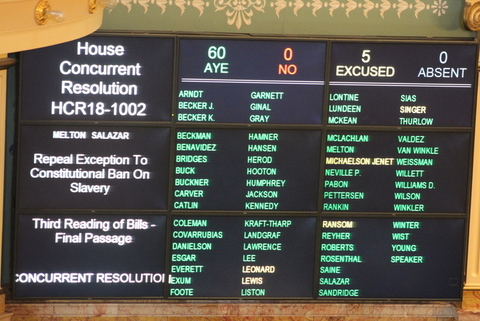 House
Concurrent
Resolution
HCR18-1002
MELTON SALAZAR
Repeal Exception To
Constitutional Ban On
Slavery
Third Reading of Bills -
Final Passage
CONCURRENT RESOLUTION
60
AYE
0
NO
5
EXCUSED
0
ABSENT
ARNDT
BECKER J.
BECKER K.
BECKMAN
BENAVIDEZ
BRIDGES
BUCK
BUCKNER
CARVER
CATLIN
COLEMAN
COVARRUBIAS
DANIELSON
ESGAR
EVERETT
EXUM
FOOTE
GARNETT
GINAL
GRAY
HAMNER
HANSEN
HEROD
HOOTON
HUMPHREY
JACKSON
KENNEDY
KRAFT-THARP
LANDGRAF
LAWRENCE
LEE
LEONARD
LEWIS
LISTON
LONTINE
LUNDEEN
MCKEAN
MCLACHLAN
MELTON
MICHAELSON JENET
NEVILLE P.
PABON
PETTERSEN
RANKIN
RANSOM
REYHER
ROBERTS
ROSENTHAL
SAINE
SALAZAR
SANDRIDGE
SIAS
SINGER
THURLOW
VALDEZ
VAN WINKLE
WEISSMAN
WILLETT
WILLIAMS D.
WILSON
WINKLER
WINTER
WIST
YOUNG
SPEAKER